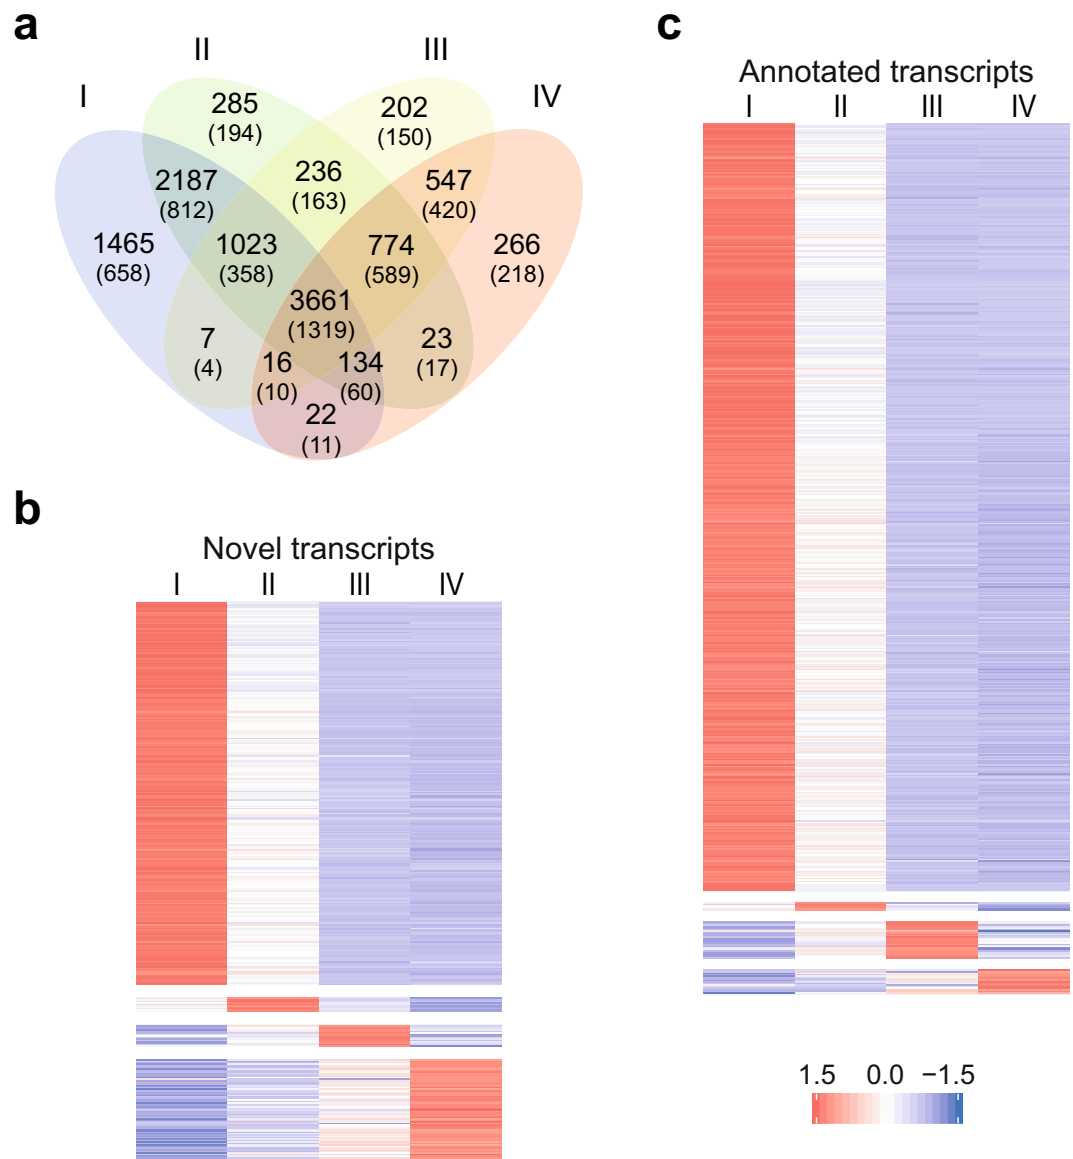 a
I
II
III
IV
285
(194)
202
(150)
2187
(812)
236
(163)
547
(420)
1465
(658)
1023
(358)
774
(589)
266
(218)
3661
(1319)
7
(4)
16
(10)
134
(60)
23
(17)
22
(11)
b
Novel transcripts
I II III IV
c
Annotated transcripts
I II III IV
1.5 0.0 −1.5